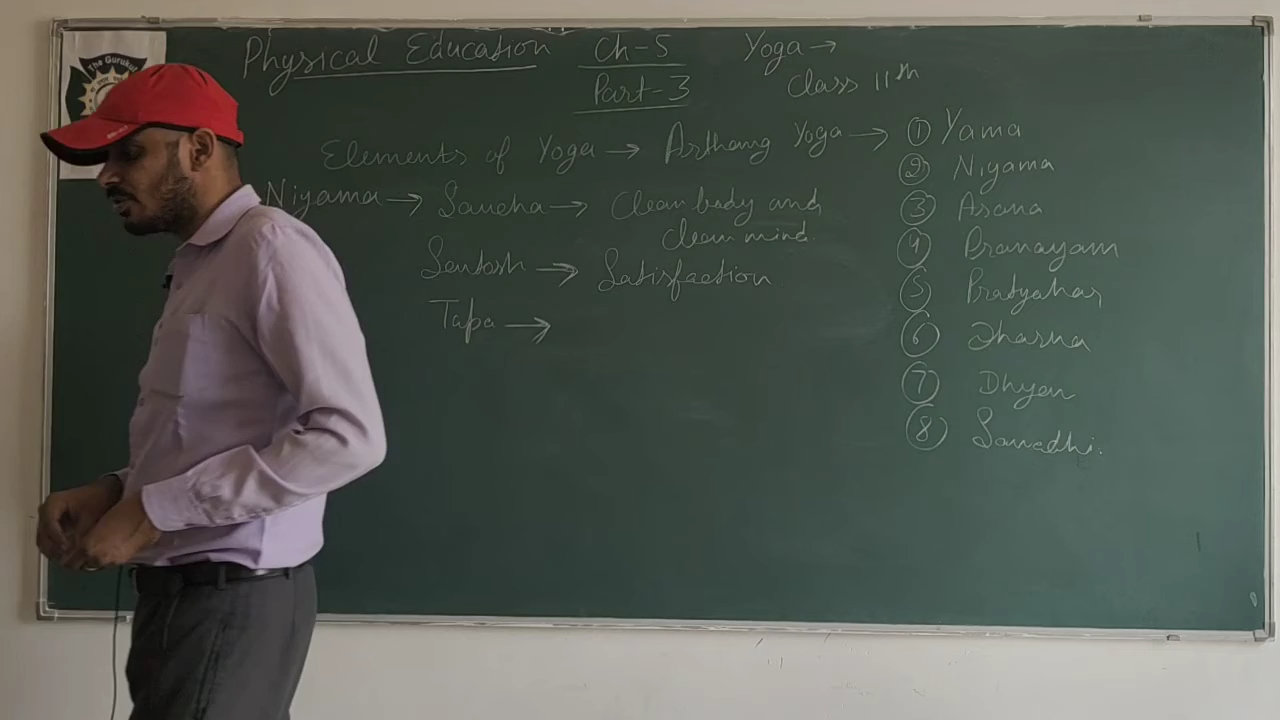 The Gurukul
Physical Education Ch-5 Yoga →
Part-3 Class 11th
Elements of Yoga → Asthang Yoga → ① Yama
② Niyama
Niyama → Saucha → Clean body and ③ Asana
clean mind. ④ Pranayam
Santosh → Satisfaction
⑤ Pratyahar
Tapa →
⑥ Dharna
⑦ Dhyan
⑧ Samadhi.